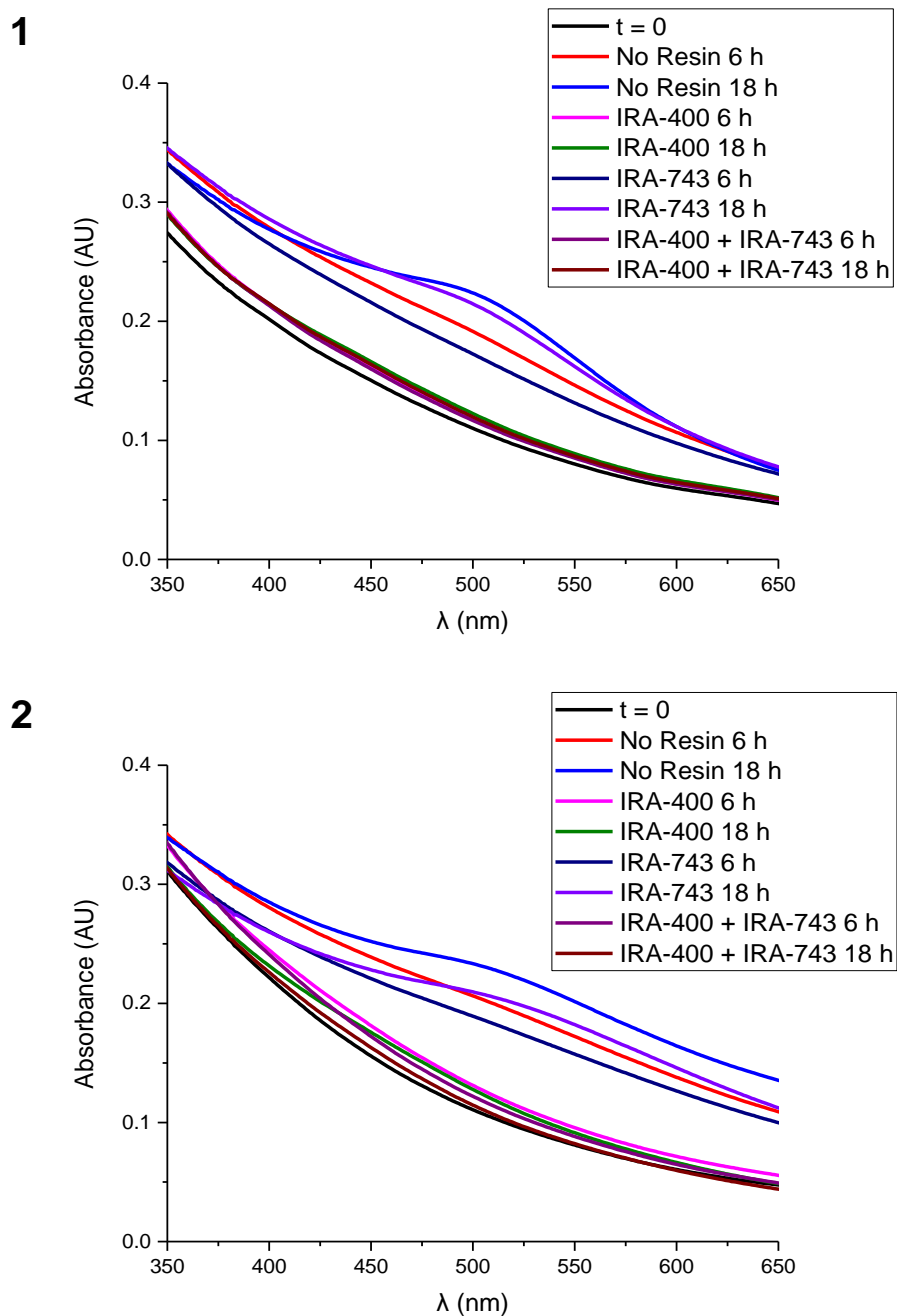 1
t = 0
No Resin 6 h
No Resin 18 h
IRA-400 6 h
IRA-400 18 h
IRA-743 6 h
IRA-743 18 h
IRA-400 + IRA-743 6 h
IRA-400 + IRA-743 18 h
0.4
0.3
0.2
0.1
0.0
Absorbance (AU)
350 400 450 500 550 600 650
λ (nm)
2
t = 0
No Resin 6 h
No Resin 18 h
IRA-400 6 h
IRA-400 18 h
IRA-743 6 h
IRA-743 18 h
IRA-400 + IRA-743 6 h
IRA-400 + IRA-743 18 h
0.4
0.3
0.2
0.1
0.0
Absorbance (AU)
350 400 450 500 550 600 650
λ (nm)